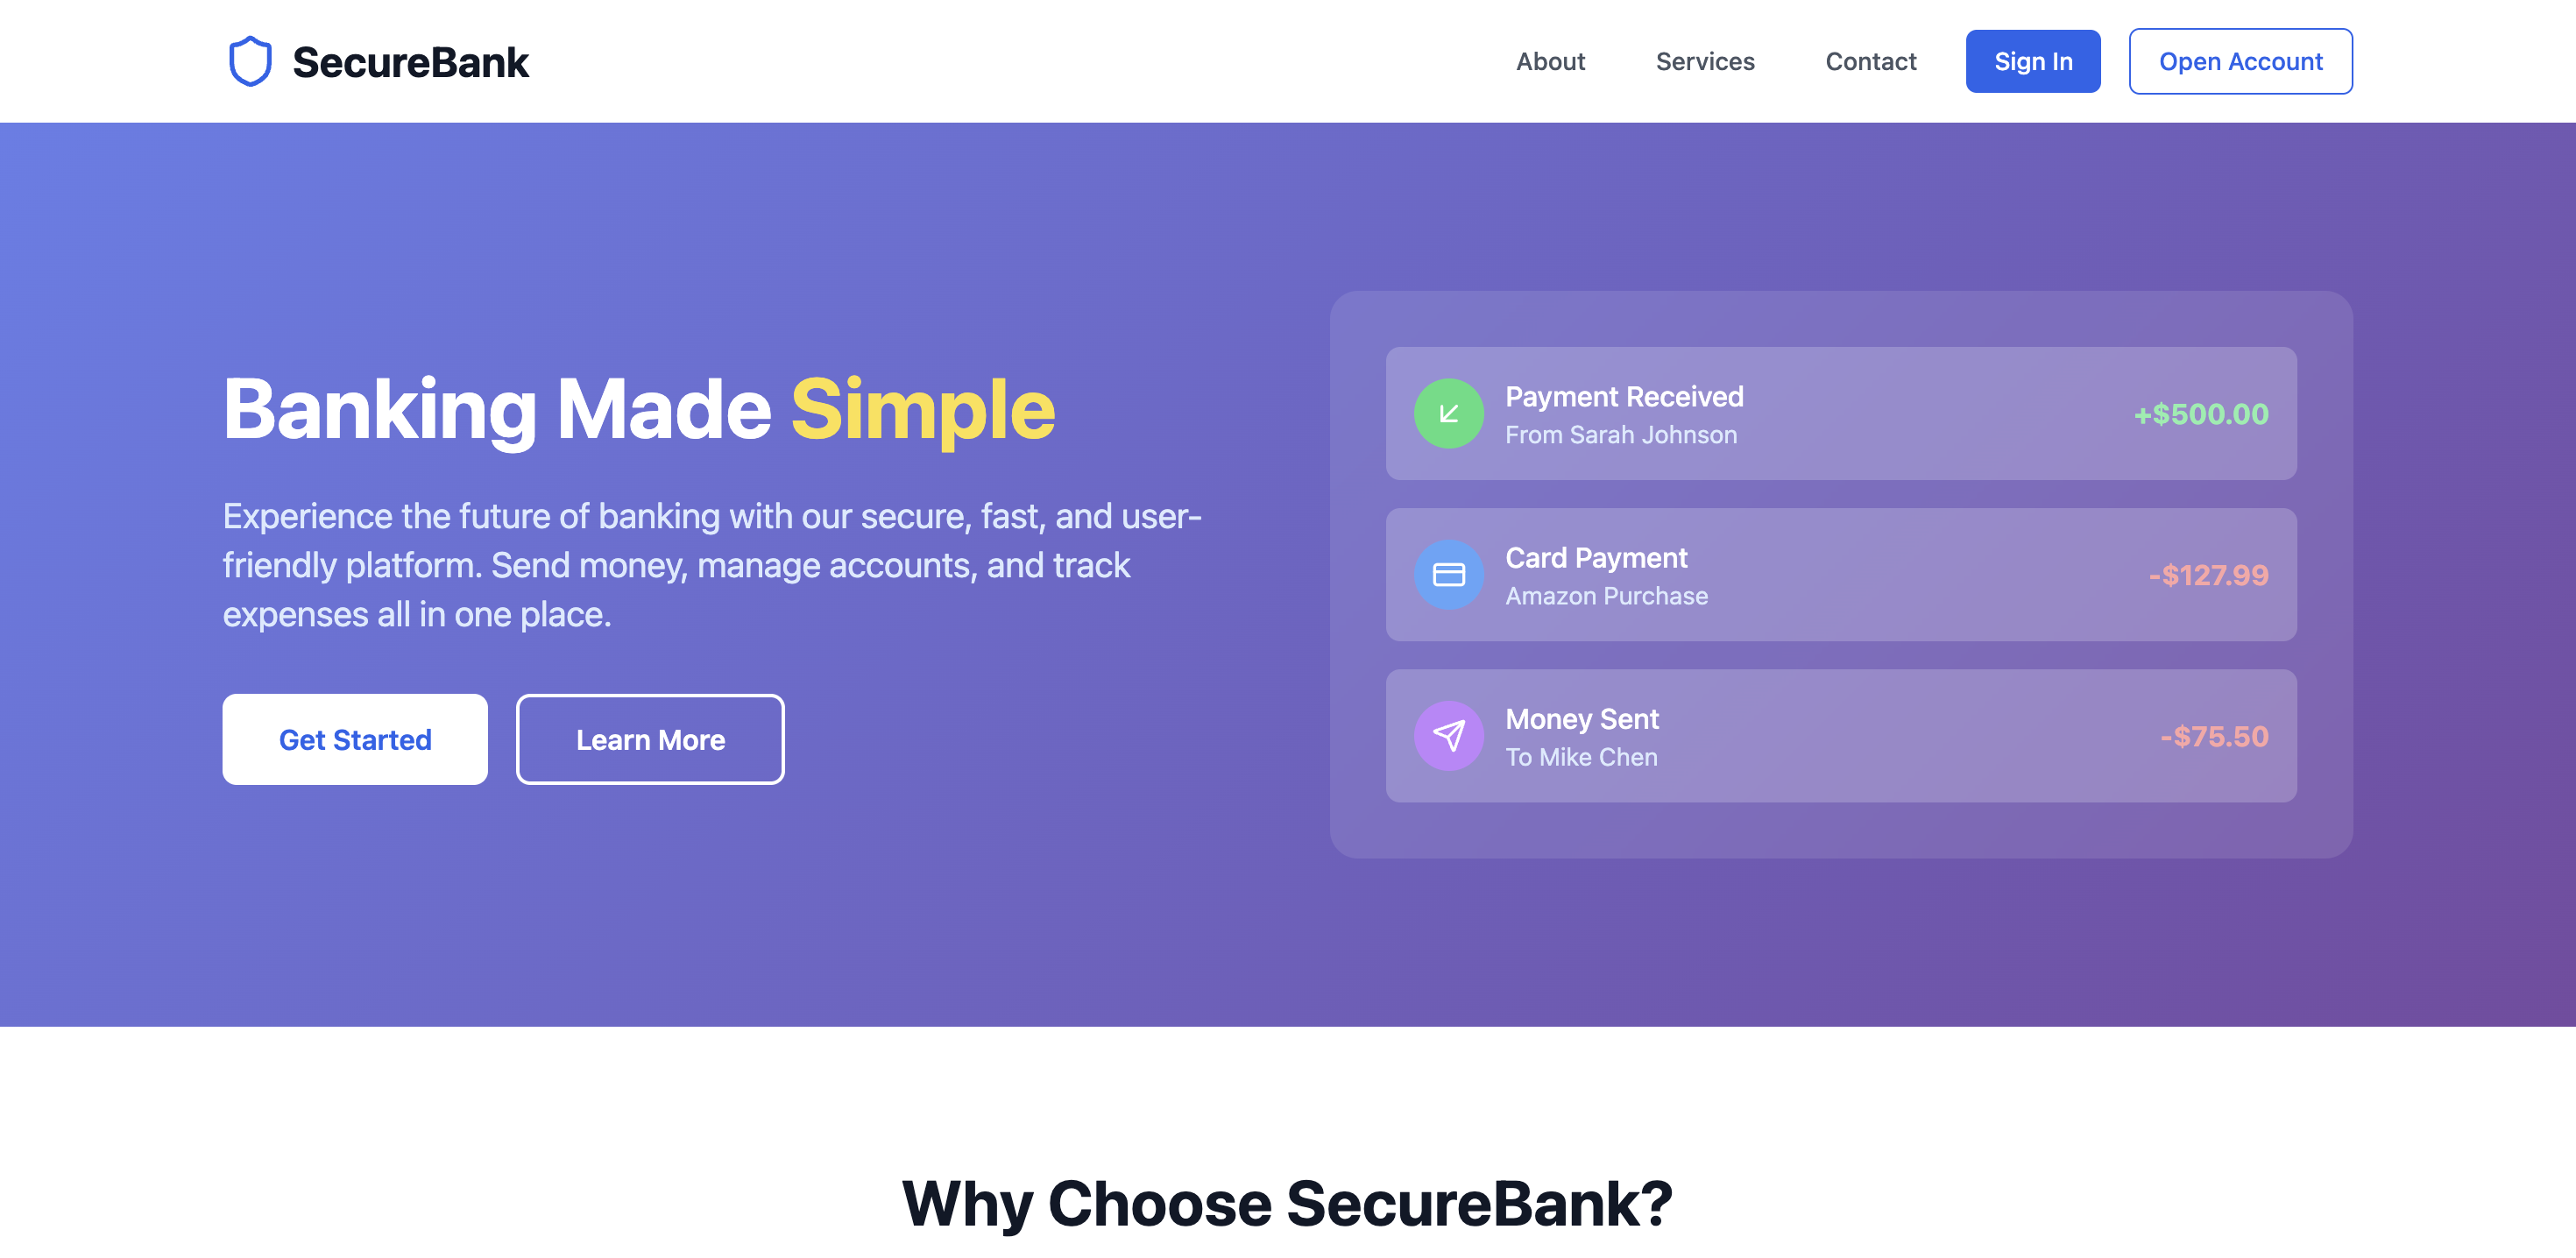 SecureBank
About
Services
Contact
Sign In
Open Account
Banking Made Simple
Experience the future of banking with our secure, fast, and user-
friendly platform. Send money, manage accounts, and track
expenses all in one place.
Get Started
Learn More
Payment Received
From Sarah Johnson
+$500.00
Card Payment
Amazon Purchase
-$127.99
Money Sent
To Mike Chen
-$75.50
Why Choose SecureBank?